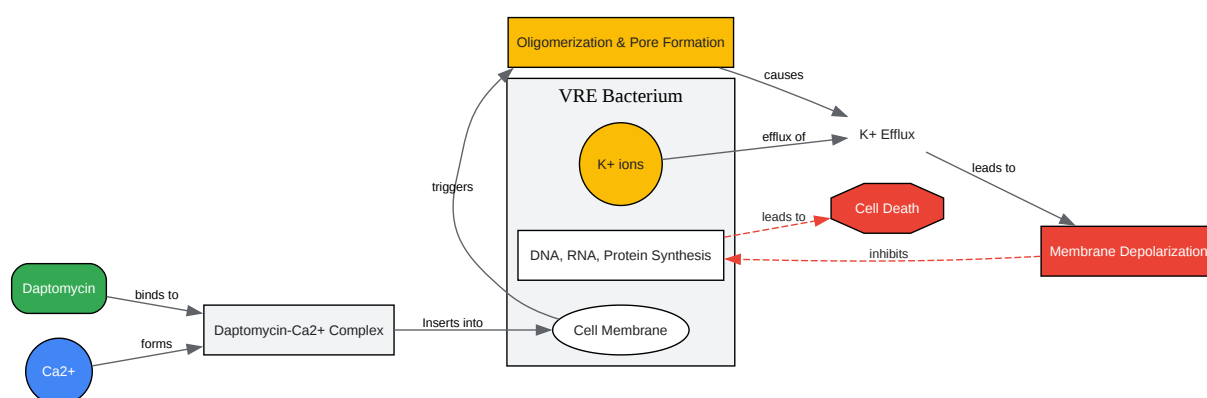 Oligomerization & Pore Formation
causes
VRE Bacterium
K+ ions
efflux of
K+ Efflux
triggers
leads to
Cell Death
leads to
DNA, RNA, Protein Synthesis
inhibits
Membrane Depolarization
Daptomycin
binds to
Daptomycin-Ca2+ Complex
Inserts into
Cell Membrane
forms
Ca2+